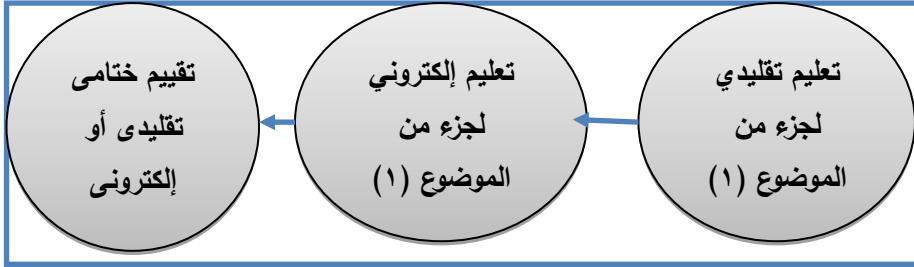 تعليم تقليدي
لجزء من
الموضوع (١)
تعليم إلكتروني
لجزء من
الموضوع (١)
تقييم ختامى
تقليدى أو
إلكترونى